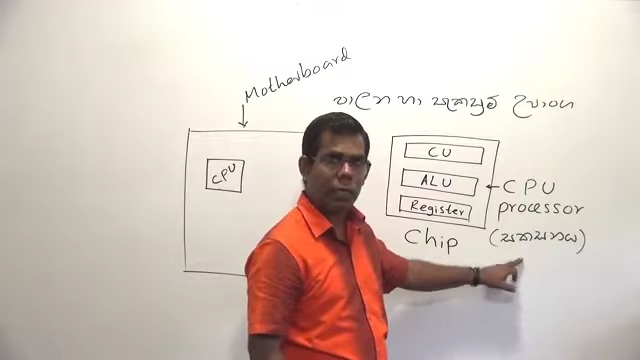 Motherboard
පාලන හා සැකසුම් උපාංග
CPU
CU
ALU
Register
Chip
CPU
processor
(සකසනය)